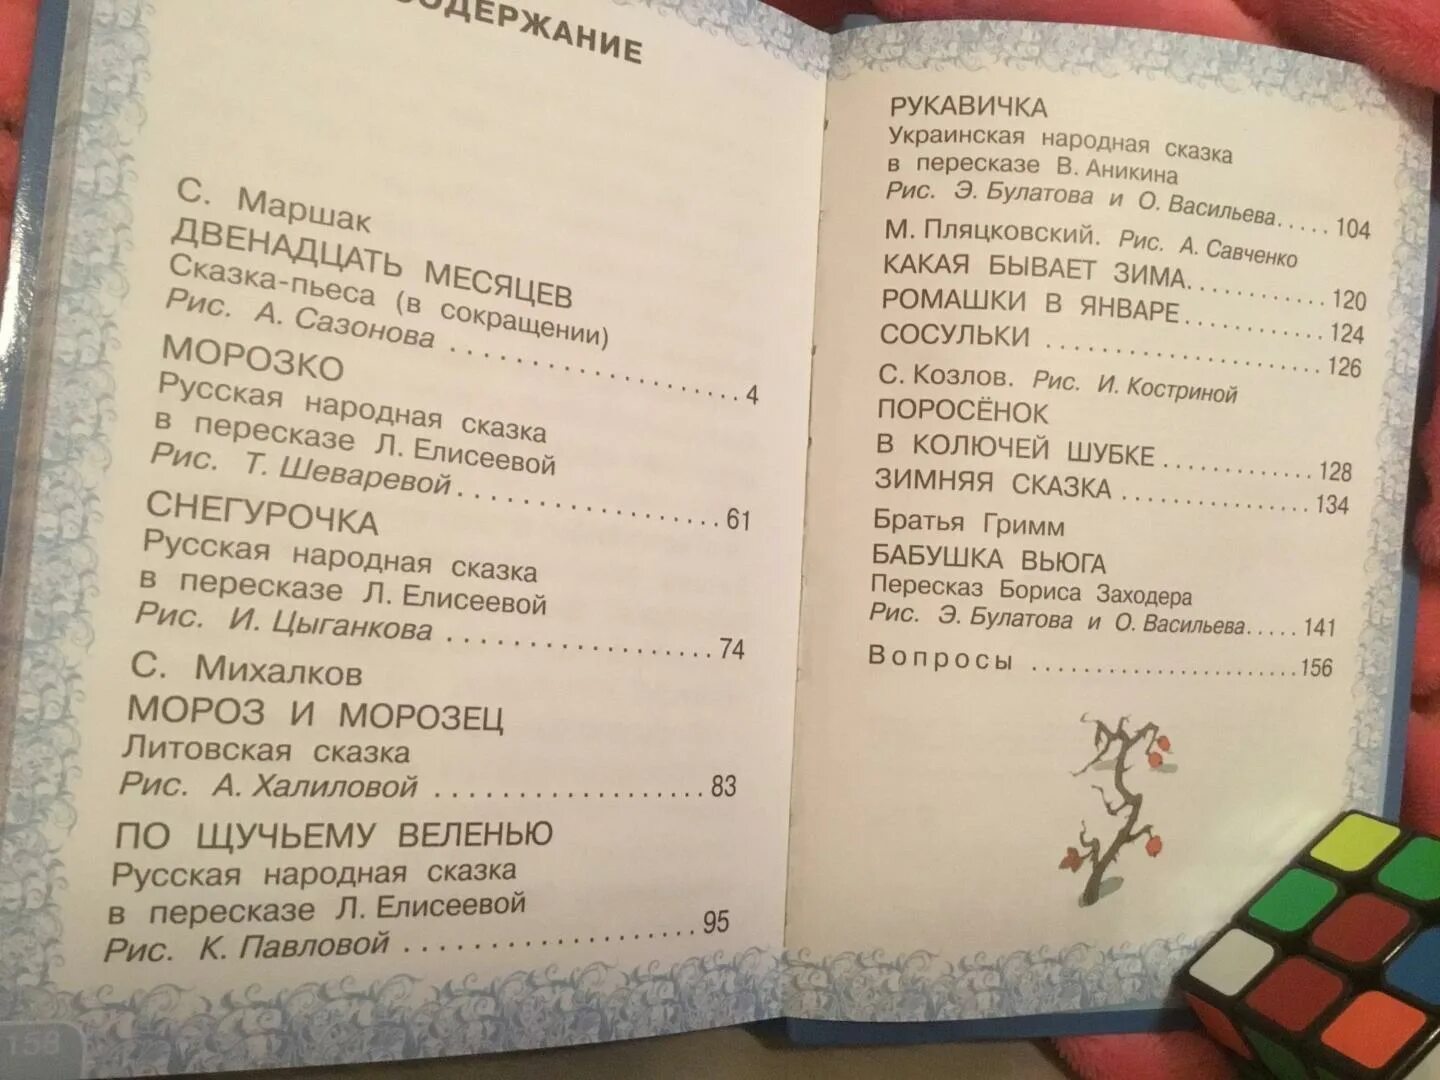 СОДЕРЖАНИЕ
С. Маршак
ДВЕНАДЦАТЬ МЕСЯЦЕВ
Сказка-пьеса (в сокращении)
Рис. А. Сазонова . . . . . . . . . . . . . . . . . . . . 4
МОРОЗКО
Русская народная сказка
в пересказе Л. Елисеевой
Рис. Т. Шеваревой . . . . . . . . . . . . . . . . . . 61
СНЕГУРОЧКА
Русская народная сказка
в пересказе Л. Елисеевой
Рис. И. Цыганкова . . . . . . . . . . . . . . . . . . 74
С. Михалков
МОРОЗ И МОРОЗЕЦ
Литовская сказка
Рис. А. Халиловой . . . . . . . . . . . . . . . . . . 83
ПО ЩУЧЬЕМУ ВЕЛЕНЬЮ
Русская народная сказка
в пересказе Л. Елисеевой
Рис. К. Павловой . . . . . . . . . . . . . . . . . . . 95
158
РУКАВИЧКА
Украинская народная сказка
в пересказе В. Аникина
Рис. Э. Булатова и О. Васильева. . . . . 104
М. Пляцковский. Рис. А. Савченко
КАКАЯ БЫВАЕТ ЗИМА. . . . . . . . . . . 120
РОМАШКИ В ЯНВАРЕ . . . . . . . . . . . 124
СОСУЛЬКИ . . . . . . . . . . . . . . . . . . . . . 126
С. Козлов. Рис. И. Костриной
ПОРОСЁНОК
В КОЛЮЧЕЙ ШУБКЕ . . . . . . . . . . . . 128
ЗИМНЯЯ СКАЗКА . . . . . . . . . . . . . . . 134
Братья Гримм
БАБУШКА ВЬЮГА
Пересказ Бориса Заходера
Рис. Э. Булатова и О. Васильева. . . . . 141
Вопросы . . . . . . . . . . . . . . . . . . . . . . . 156